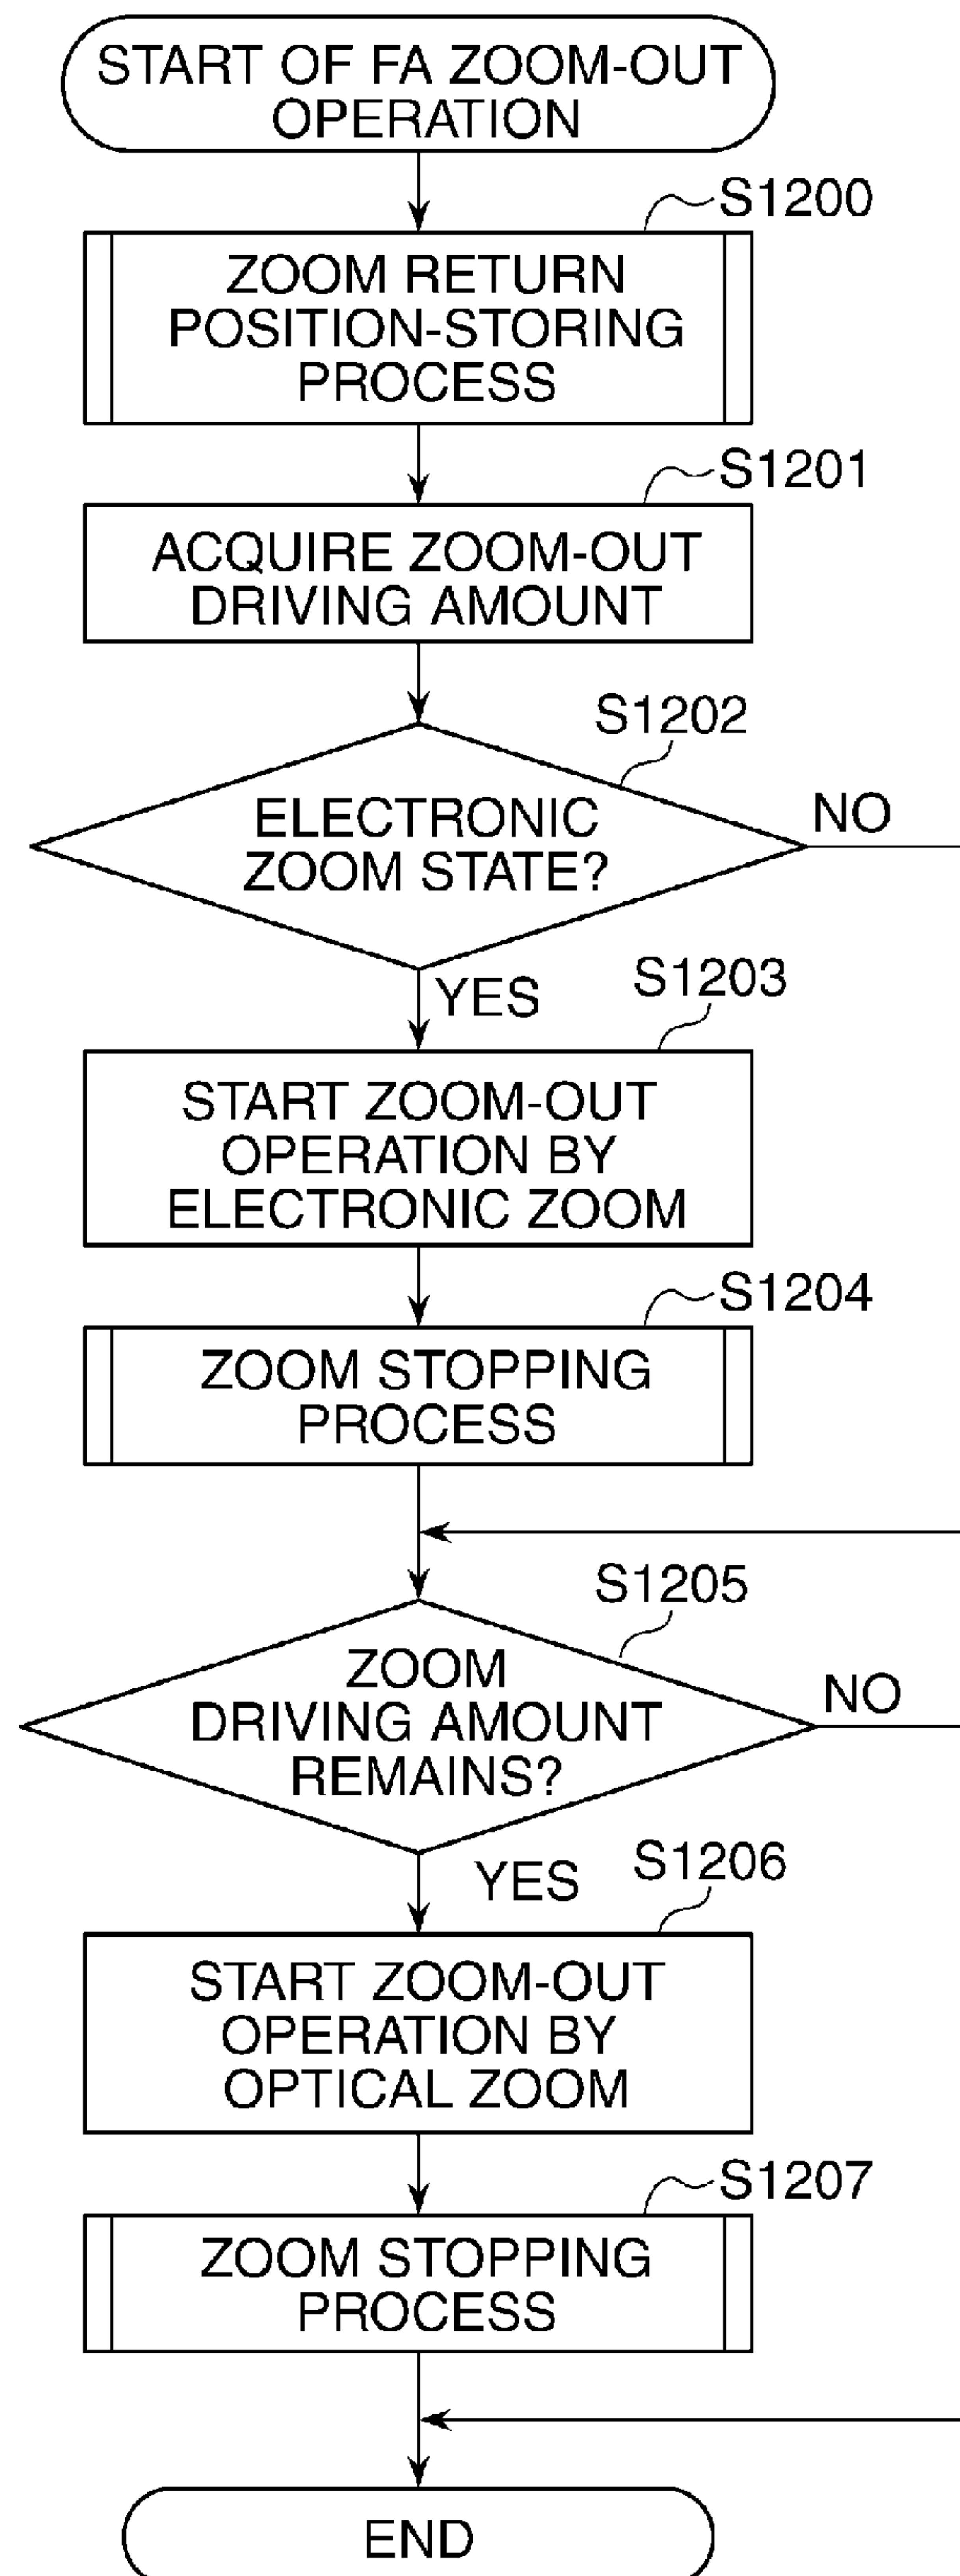 START OF FA ZOOM-OUT
OPERATION
S1200
ZOOM RETURN
POSITION-STORING
PROCESS
S1201
ACQUIRE ZOOM-OUT
DRIVING AMOUNT
S1202
ELECTRONIC
ZOOM STATE?
NO
YES
S1203
START ZOOM-OUT
OPERATION BY
ELECTRONIC ZOOM
S1204
ZOOM STOPPING
PROCESS
S1205
ZOOM
DRIVING AMOUNT
REMAINS?
NO
YES
S1206
START ZOOM-OUT
OPERATION BY
OPTICAL ZOOM
S1207
ZOOM STOPPING
PROCESS
END